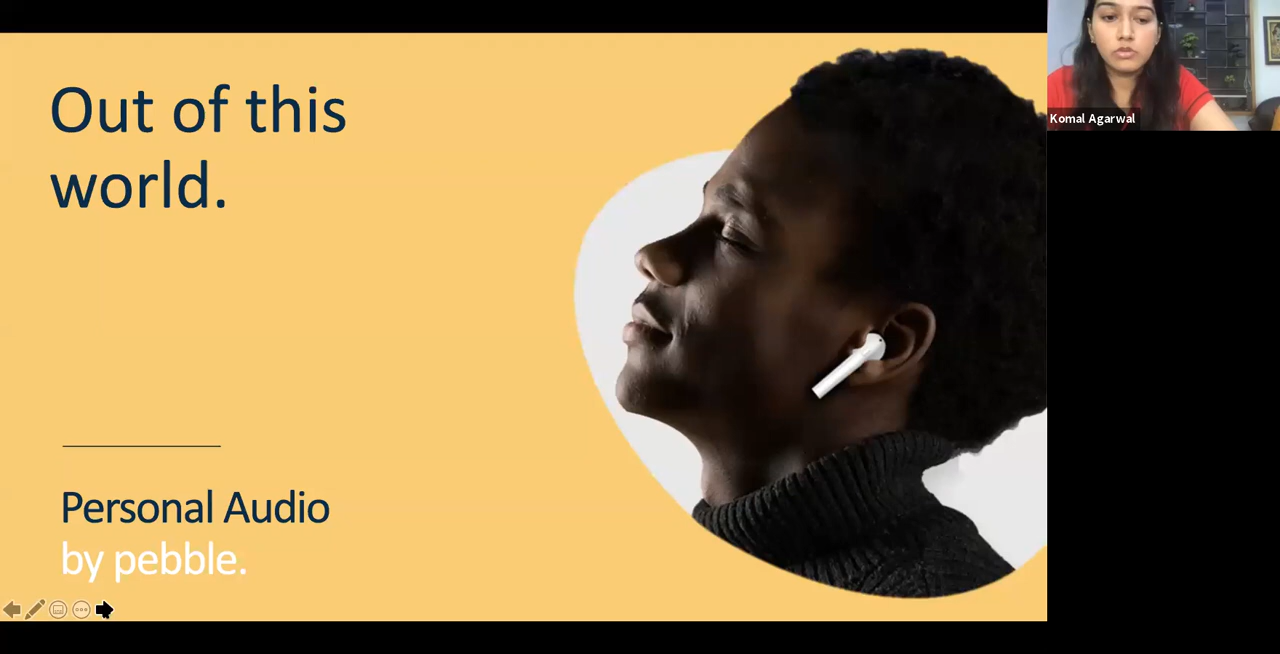 Out of this
world.
Personal Audio
by pebble.
Komal Agarwal